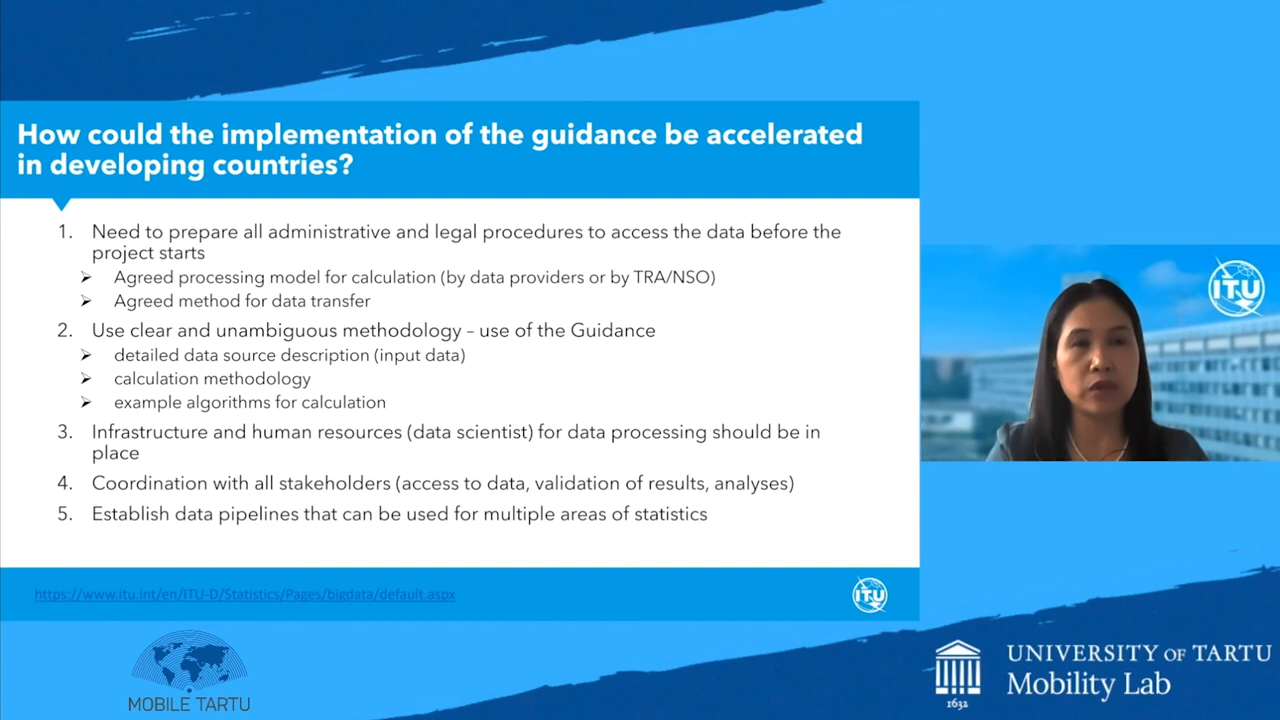 How could the implementation of the guidance be accelerated
in developing countries?
1. Need to prepare all administrative and legal procedures to access the data before the
project starts
➢ Agreed processing model for calculation (by data providers or by TRA/NSO)
➢ Agreed method for data transfer
2. Use clear and unambiguous methodology – use of the Guidance
➢ detailed data source description (input data)
➢ calculation methodology
➢ example algorithms for calculation
3. Infrastructure and human resources (data scientist) for data processing should be in
place
4. Coordination with all stakeholders (access to data, validation of results, analyses)
5. Establish data pipelines that can be used for multiple areas of statistics
https://www.itu.int/en/ITU-D/Statistics/Pages/bigdata/default.aspx
ITU
ITU
MOBILE TARTU
1632
UNIVERSITY OF TARTU
Mobility Lab